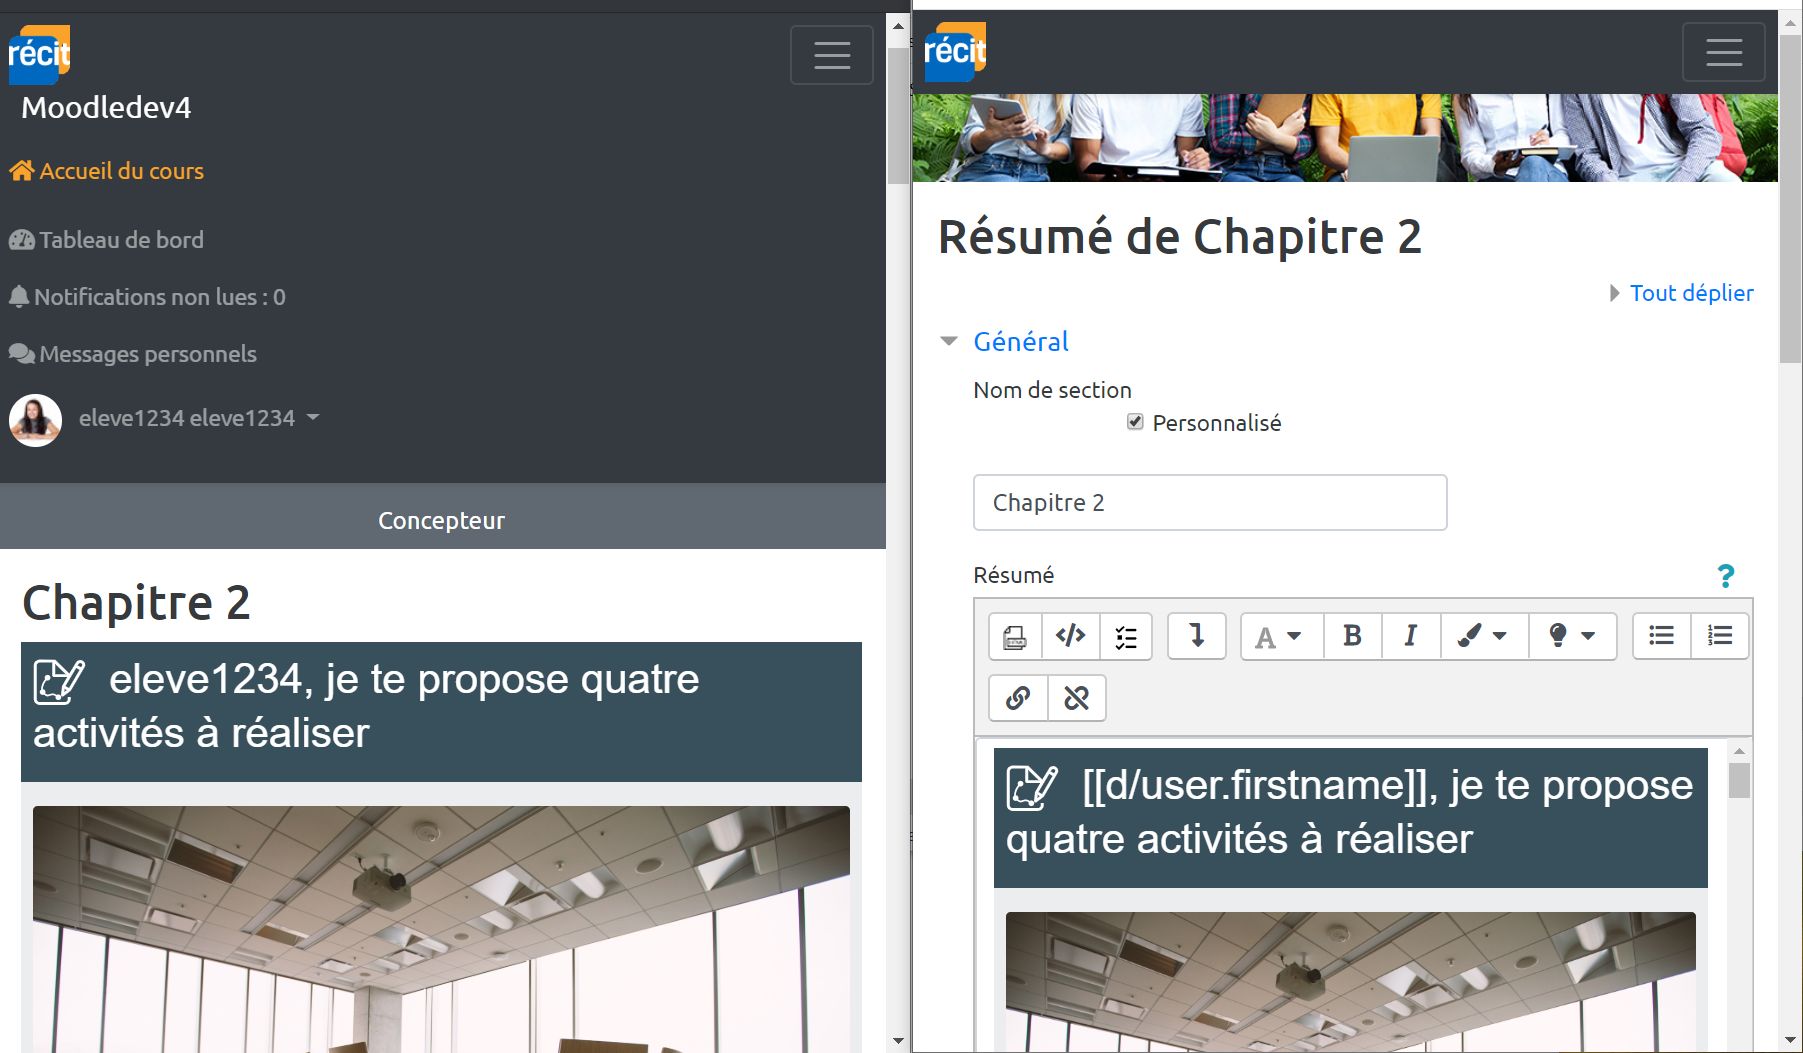 récit
Moodledev4
Accueil du cours
Tableau de bord
Notifications non lues : 0
Messages personnels
eleve1234 eleve1234
Concepteur
Chapitre 2
eleve1234, je te propose quatre
activités à réaliser
récit
Résumé de Chapitre 2
Tout déplier
Général
Nom de section
Personnalisé
Chapitre 2
Résumé
?
</> A B I
[[d/user.firstname]], je te propose
quatre activités à réaliser